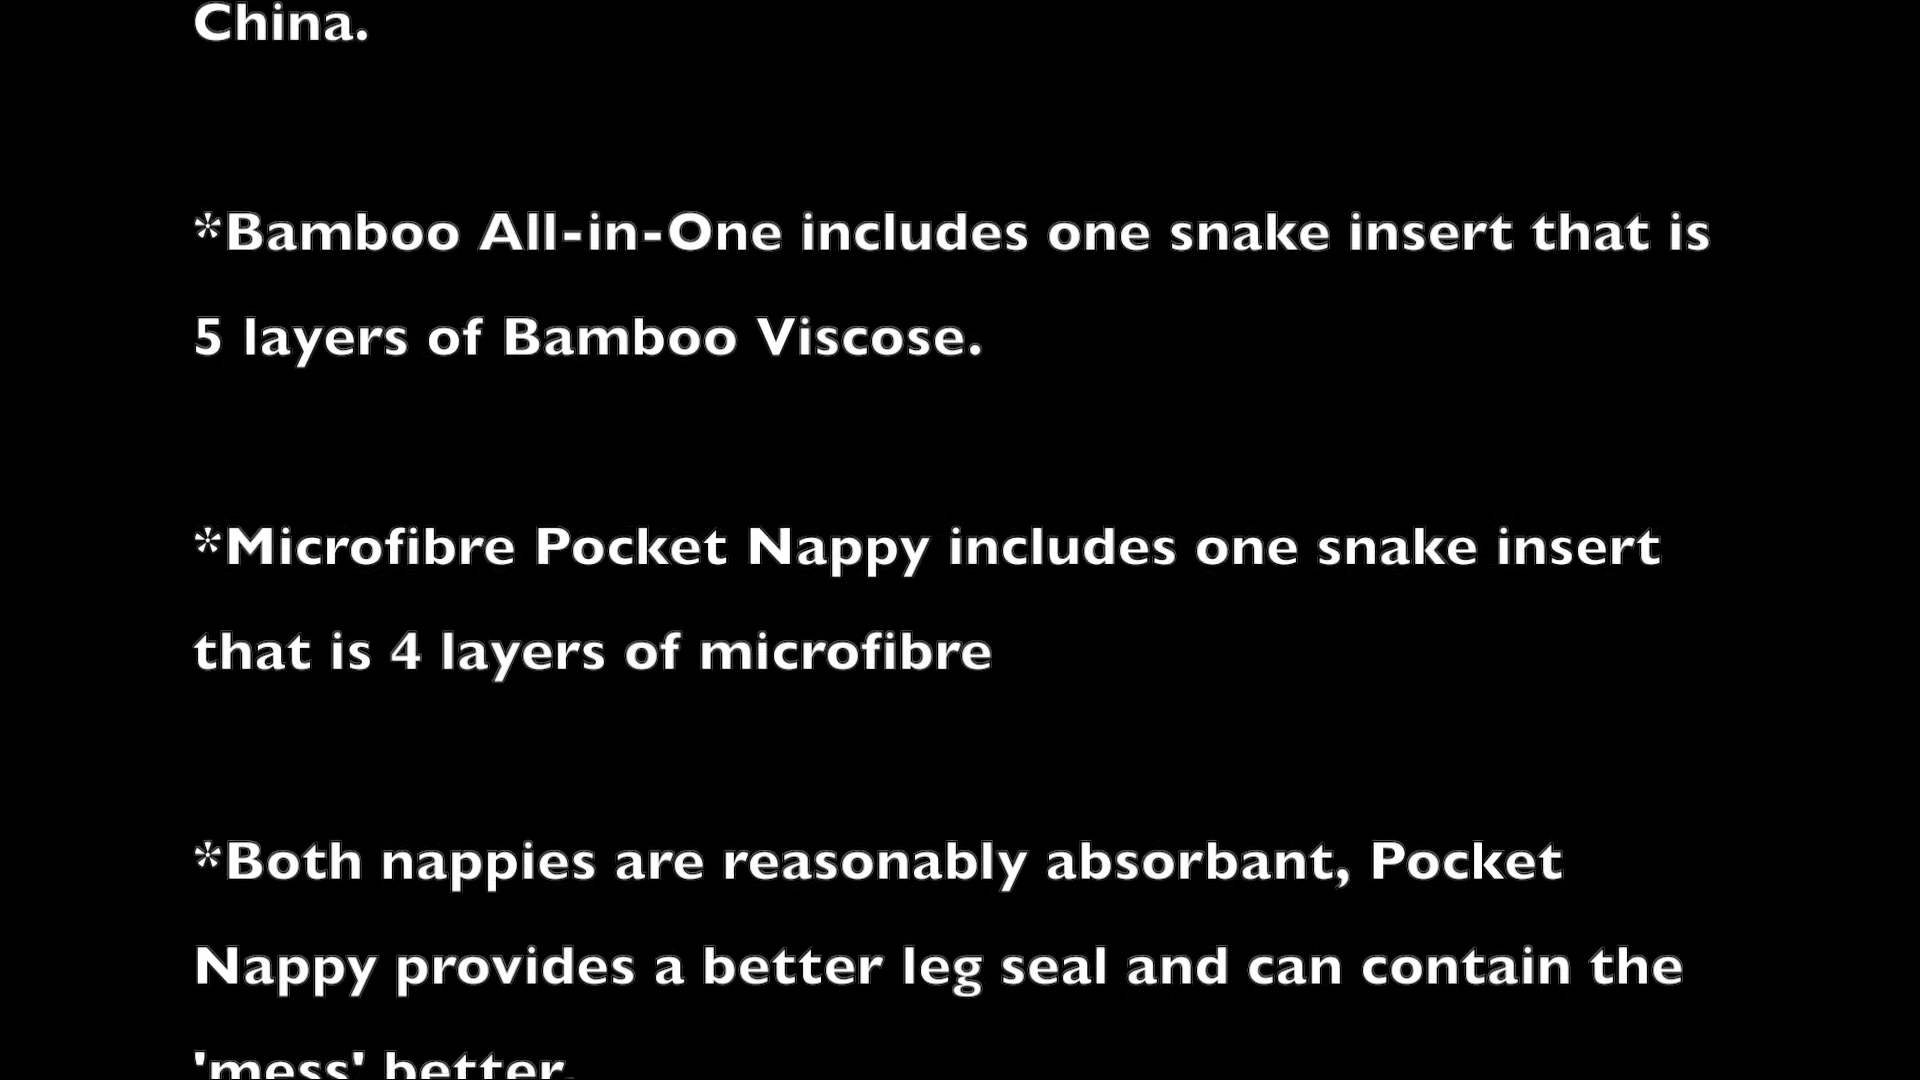 China.
*Bamboo All-in-One includes one snake insert that is
5 layers of Bamboo Viscose.
*Microfibre Pocket Nappy includes one snake insert
that is 4 layers of microfibre
*Both nappies are reasonably absorbant, Pocket
Nappy provides a better leg seal and can contain the
'mess' better.